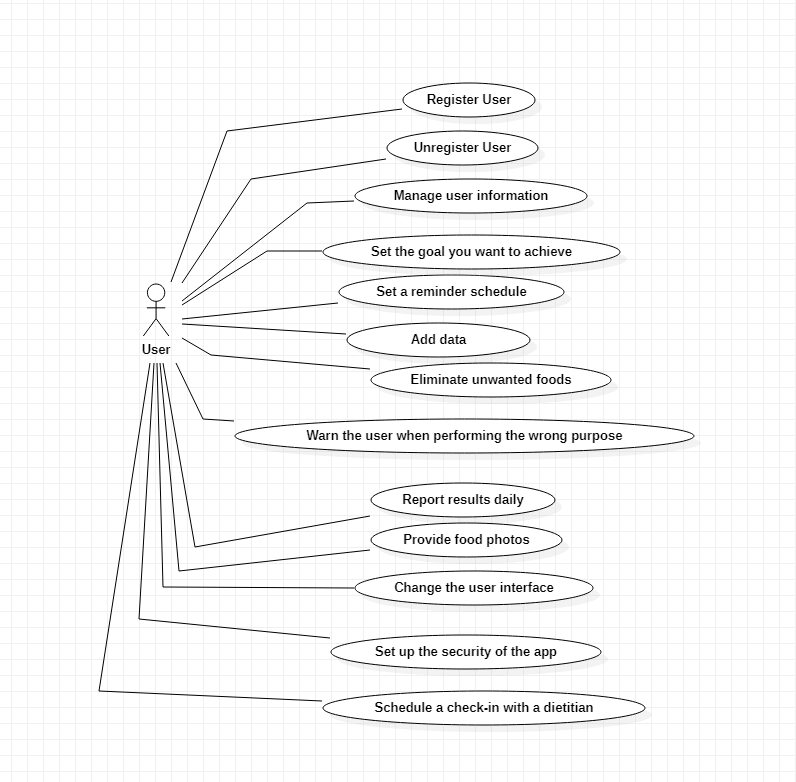 Register User
Unregister User
Manage user information
Set the goal you want to achieve
Set a reminder schedule
Add data
User
Eliminate unwanted foods
Warn the user when performing the wrong purpose
Report results daily
Provide food photos
Change the user interface
Set up the security of the app
Schedule a check-in with a dietitian